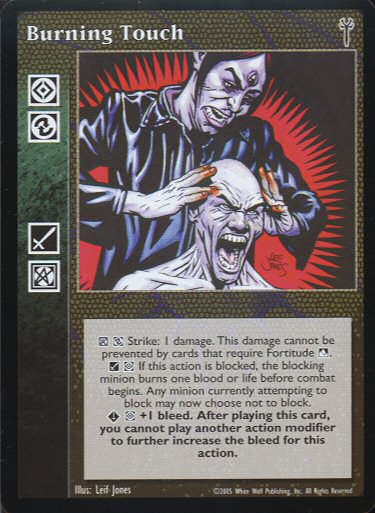 Burning Touch
LEIF JONES
Strike: 1 damage. This damage cannot be
prevented by cards that require Fortitude .
If this action is blocked, the blocking
minion burns one blood or life before combat
begins. Any minion currently attempting to
block may now choose not to block.
+1 bleed. After playing this card,
you cannot play another action modifier
to further increase the bleed for this
action.
Illus: Leif Jones
©2005 White Wolf Publishing, Inc. All Rights Reserved